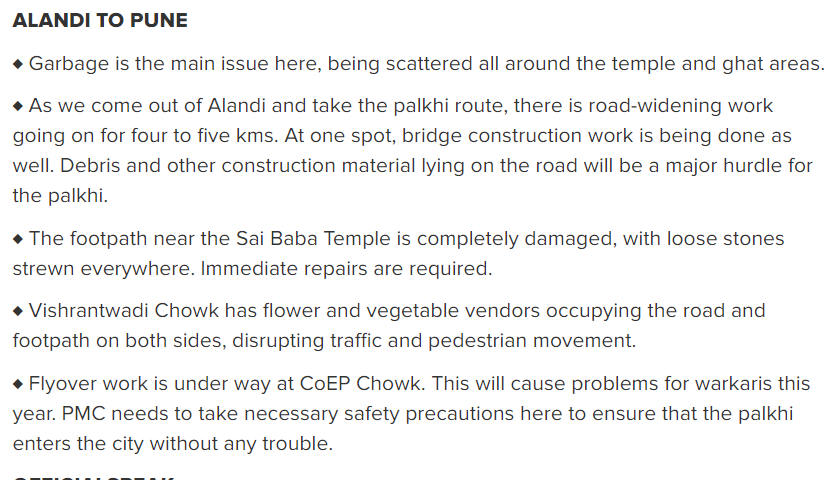 ALANDI TO PUNE
◆ Garbage is the main issue here, being scattered all around the temple and ghat areas.
◆ As we come out of Alandi and take the palkhi route, there is road-widening work
going on for four to five kms. At one spot, bridge construction work is being done as
well. Debris and other construction material lying on the road will be a major hurdle for
the palkhi.
◆ The footpath near the Sai Baba Temple is completely damaged, with loose stones
strewn everywhere. Immediate repairs are required.
◆ Vishrantwadi Chowk has flower and vegetable vendors occupying the road and
footpath on both sides, disrupting traffic and pedestrian movement.
◆ Flyover work is under way at CoEP Chowk. This will cause problems for warkaris this
year. PMC needs to take necessary safety precautions here to ensure that the palkhi
enters the city without any trouble.